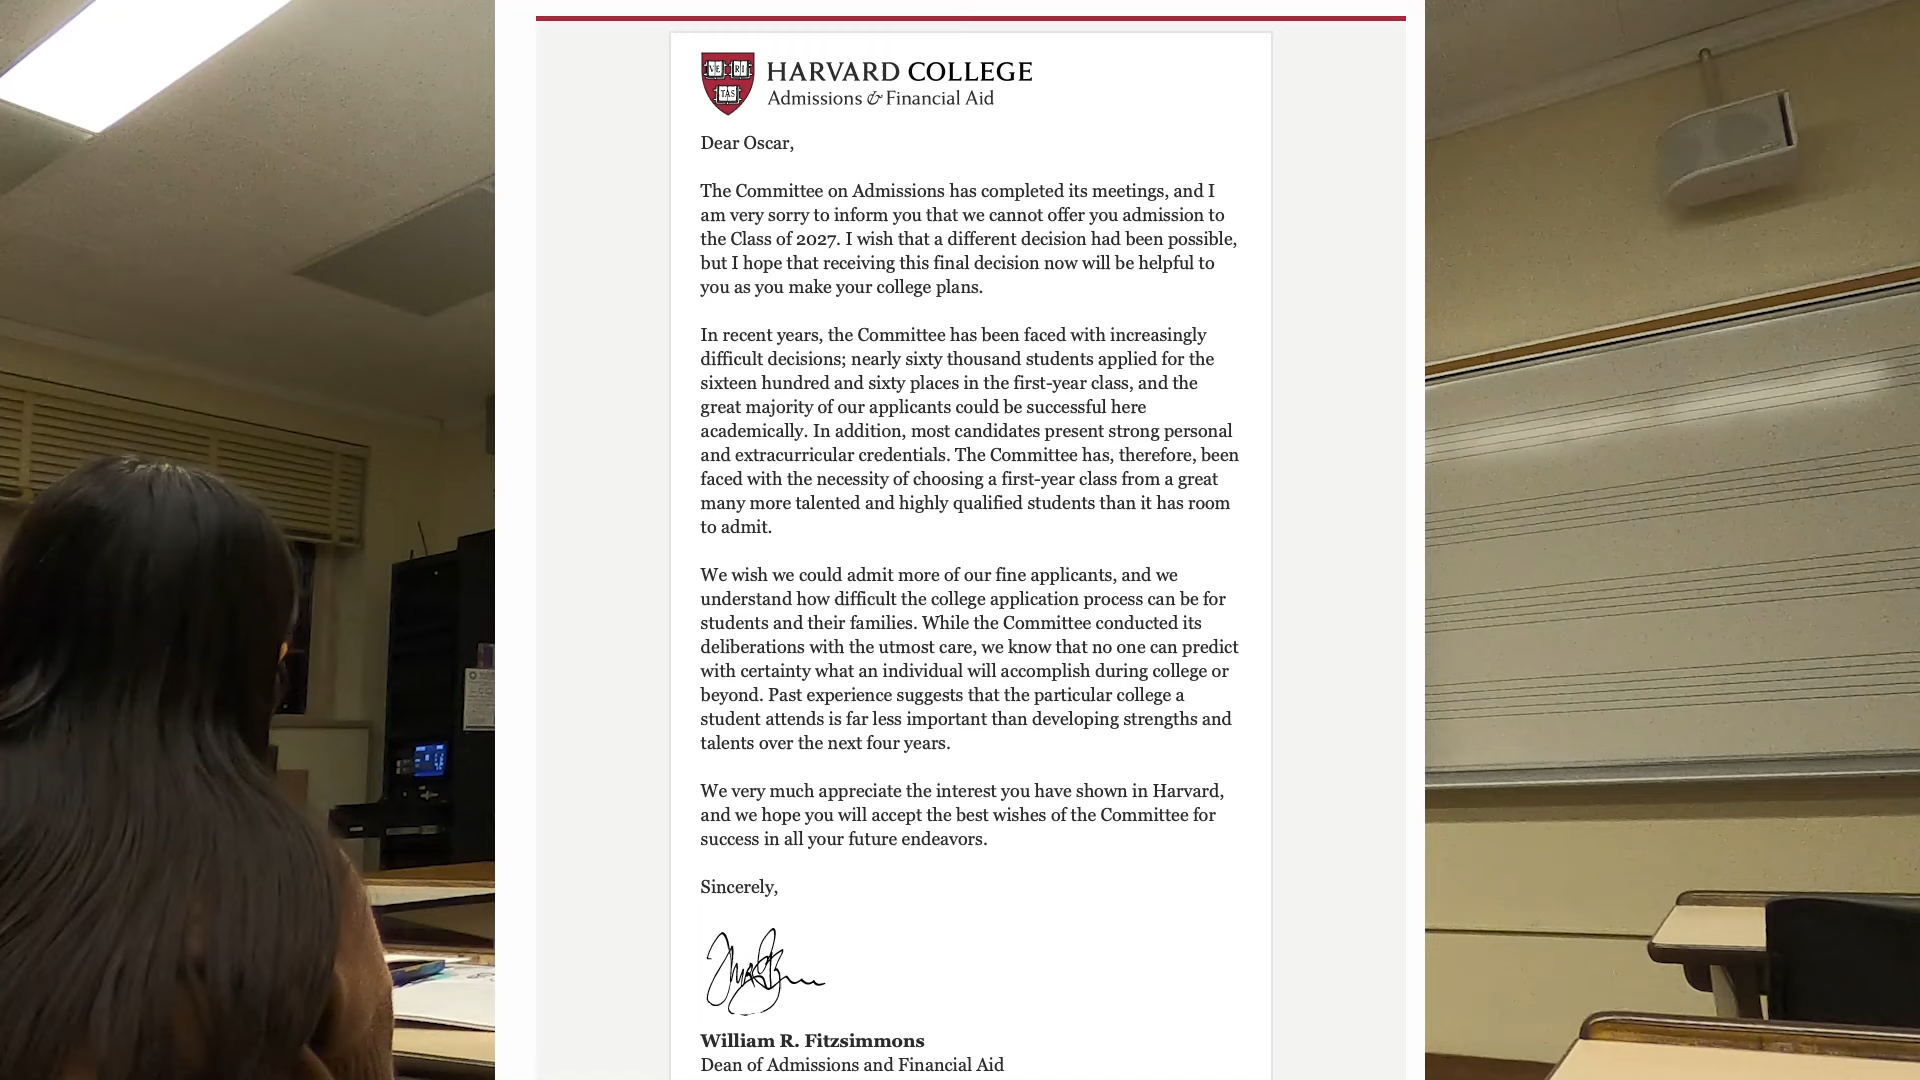 VE RI
TAS
HARVARD COLLEGE
Admissions & Financial Aid
Dear Oscar,
The Committee on Admissions has completed its meetings, and I
am very sorry to inform you that we cannot offer you admission to
the Class of 2027. I wish that a different decision had been possible,
but I hope that receiving this final decision now will be helpful to
you as you make your college plans.
In recent years, the Committee has been faced with increasingly
difficult decisions; nearly sixty thousand students applied for the
sixteen hundred and sixty places in the first-year class, and the
great majority of our applicants could be successful here
academically. In addition, most candidates present strong personal
and extracurricular credentials. The Committee has, therefore, been
faced with the necessity of choosing a first-year class from a great
many more talented and highly qualified students than it has room
to admit.
We wish we could admit more of our fine applicants, and we
understand how difficult the college application process can be for
students and their families. While the Committee conducted its
deliberations with the utmost care, we know that no one can predict
with certainty what an individual will accomplish during college or
beyond. Past experience suggests that the particular college a
student attends is far less important than developing strengths and
talents over the next four years.
We very much appreciate the interest you have shown in Harvard,
and we hope you will accept the best wishes of the Committee for
success in all your future endeavors.
Sincerely,
William R. Fitzsimmons
Dean of Admissions and Financial Aid